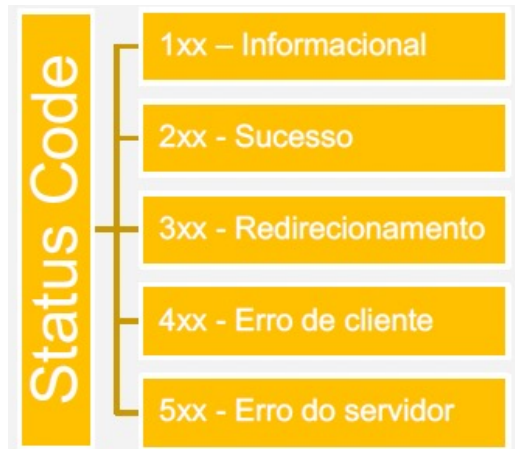 Status Code
1xx – Informacional
2xx - Sucesso
3xx - Redirecionamento
4xx - Erro de cliente
5xx - Erro do servidor